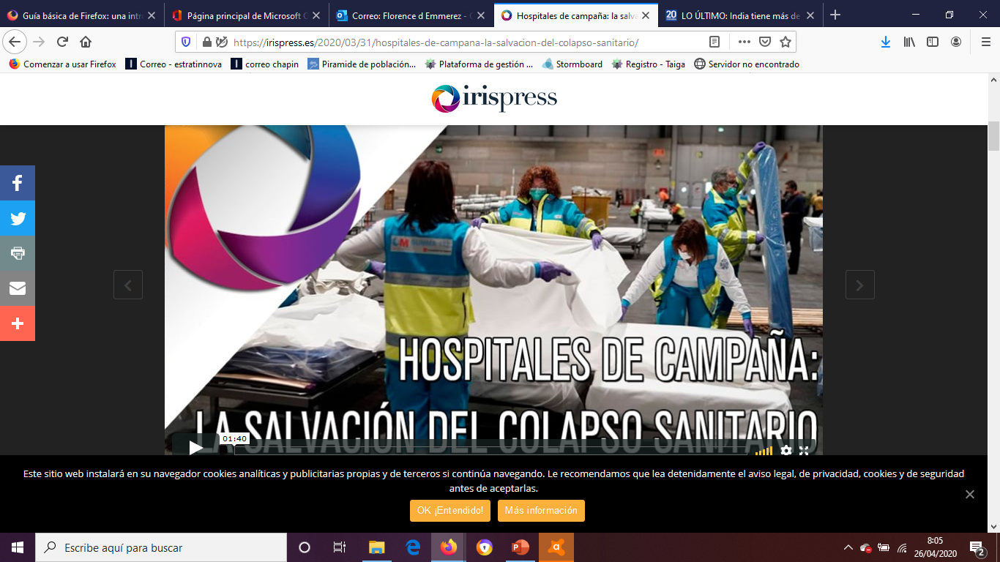 Guía básica de Firefox: una intr
Página principal de Microsoft O
Correo: Florence d Emmerez -
Hospitales de campaña: la salva
20
LO ÚLTIMO: India tiene más de
https://irispress.es/2020/03/31/hospitales-de-campana-la-salvacion-del-colapso-sanitario/
Comenzar a usar Firefox
Correo - estratinnova
correo chapin
Piramide de población...
Plataforma de gestión ...
Stormboard
Registro - Taiga
Servidor no encontrado
irispress
SUMMA 112
HOSPITALES DE CAMPAÑA:
LA SALVACIÓN DEL COLAPSO SANITARIO
01:40
Este sitio web instalará en su navegador cookies analíticas y publicitarias propias y de terceros si continúa navegando. Le recomendamos que lea detenidamente el aviso legal, de privacidad, cookies y de seguridad
antes de aceptarlas.
OK ¡Entendido!
Más información
Escribe aquí para buscar
8:05
26/04/2020
2